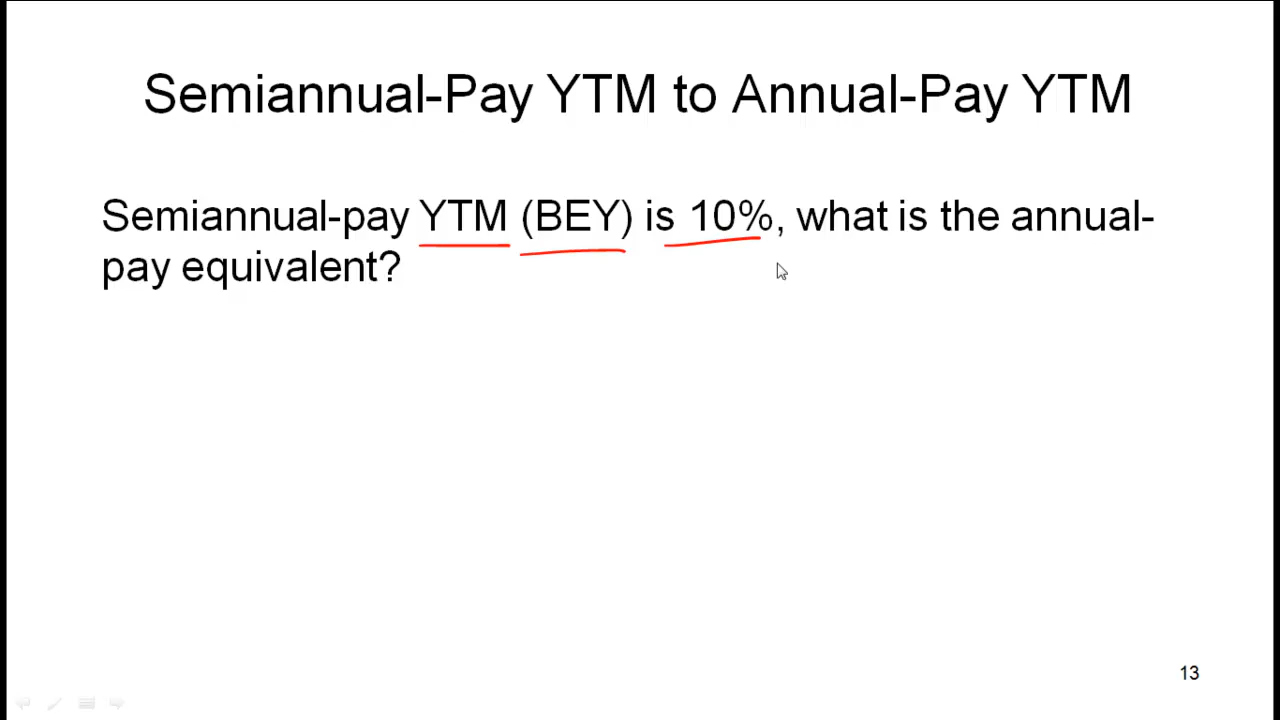 Semiannual-Pay YTM to Annual-Pay YTM
Semiannual-pay YTM (BEY) is 10%, what is the annual-
pay equivalent?
13